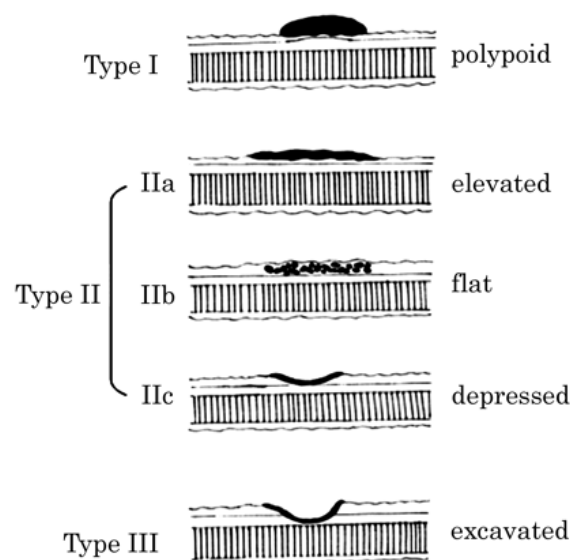 Type I polypoid
IIa elevated
Type II IIb flat
IIc depressed
Type III excavated